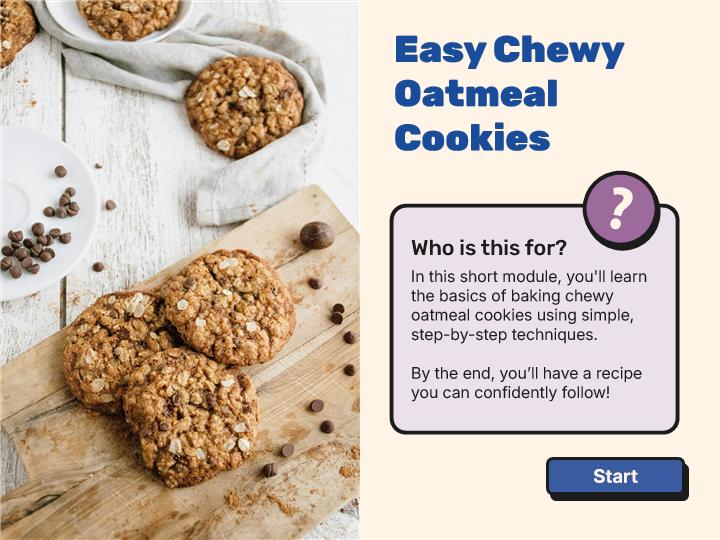 Easy Chewy
Oatmeal
Cookies
?
Who is this for?
In this short module, you'll learn
the basics of baking chewy
oatmeal cookies using simple,
step-by-step techniques.
By the end, you’ll have a recipe
you can confidently follow!
Start